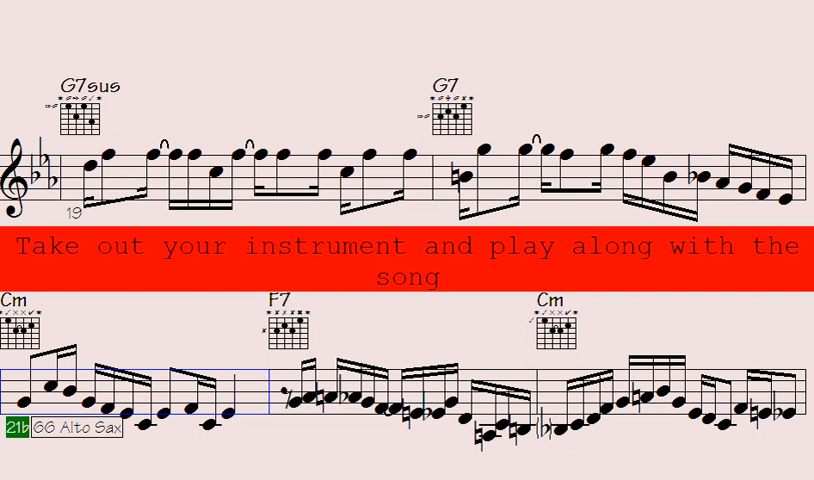 G7sus
G7
19
Take out your instrument and play along with the
song
Cm
F7
Cm
21b
66 Alto Sax